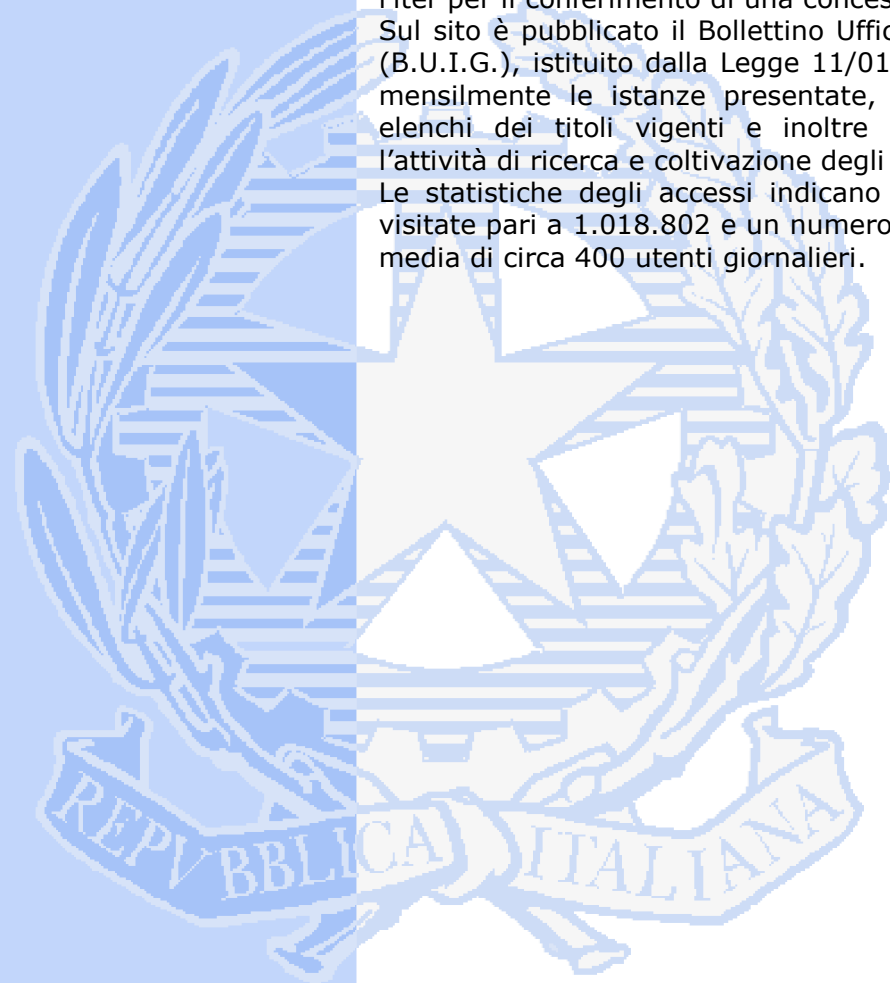 l'iter per il conferimento di una conces
Sul sito è pubblicato il Bollettino Uffic
(B.U.I.G.), istituito dalla Legge 11/01
mensilmente le istanze presentate,
elenchi dei titoli vigenti e inoltre
l'attività di ricerca e coltivazione degli
Le statistiche degli accessi indicano
visitate pari a 1.018.802 e un numero
media di circa 400 utenti giornalieri.
REPVBBLICA ITALIANA